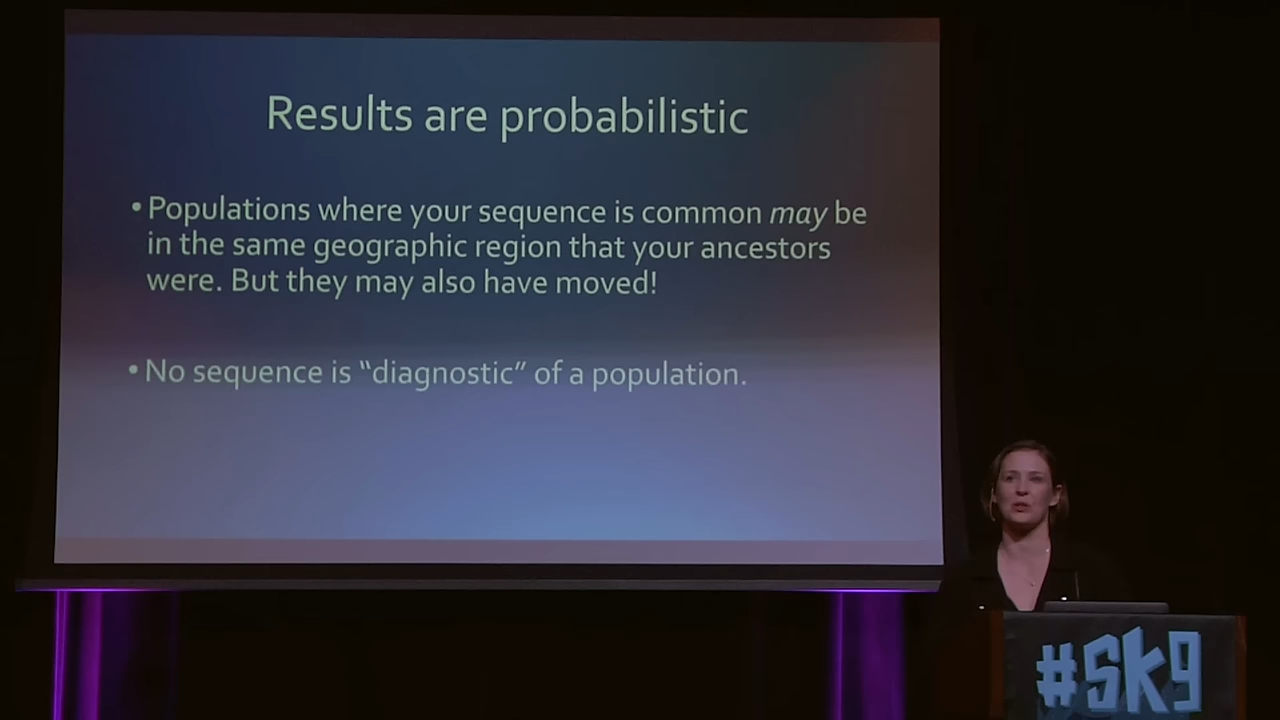 Results are probabilistic
• Populations where your sequence is common may be
in the same geographic region that your ancestors
were. But they may also have moved!
• No sequence is “diagnostic” of a population.
#SK9